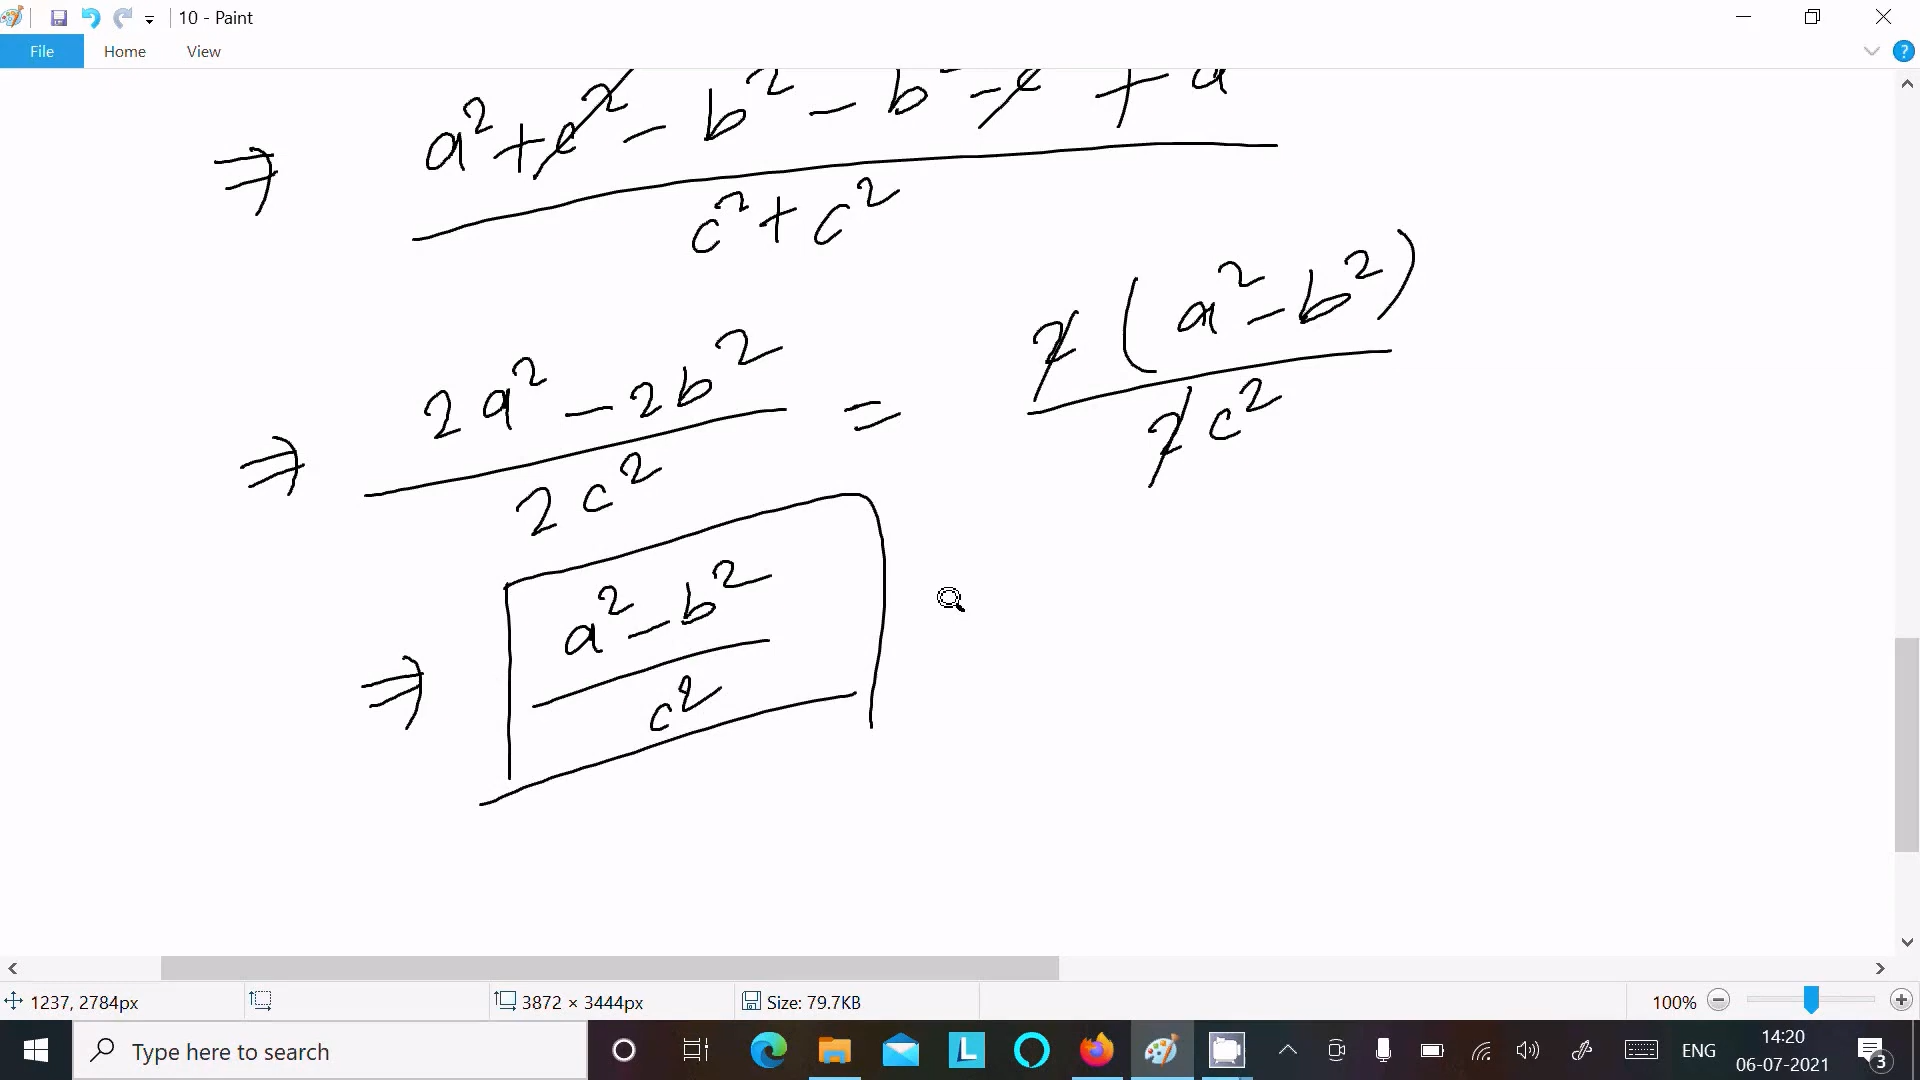 10 - Paint
File Home View
⇒ a² + c² - b² - b² - c + a
c² + c²
⇒ 2a² - 2b² = 2 (a² - b²)
2c² 2c²
⇒ a² - b²
c²
1237, 2784px 3872 × 3444px Size: 79.7KB 100%
Type here to search L ENG 14:20
06-07-2021 3